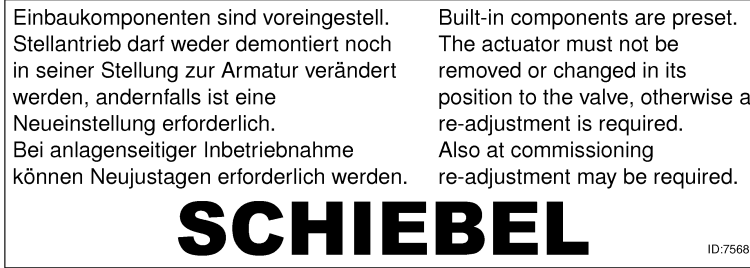 Einbaukomponenten sind voreingestell.
Stellantrieb darf weder demontiert noch
in seiner Stellung zur Armatur verändert
werden, andernfalls ist eine
Neueinstellung erforderlich.
Bei anlagenseitiger Inbetriebnahme
können Neujustagen erforderlich werden.
Built-in components are preset.
The actuator must not be
removed or changed in its
position to the valve, otherwise a
re-adjustment is required.
Also at commissioning
re-adjustment may be required.
SCHIEBEL
ID:7568